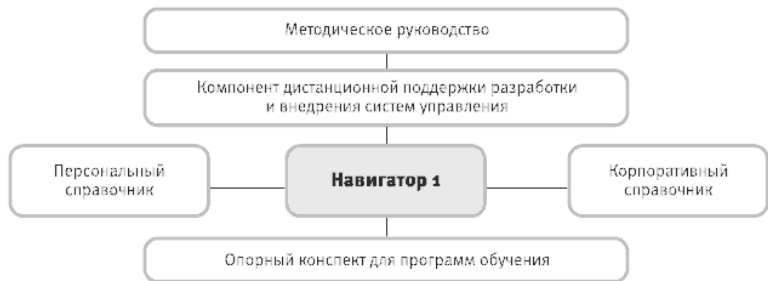 Методическое руководство
Компонент дистанционной поддержки разработки
и внедрения систем управления
Персональный
справочник
Навигатор 1
Корпоративный
справочник
Опорный конспект для программ обучения